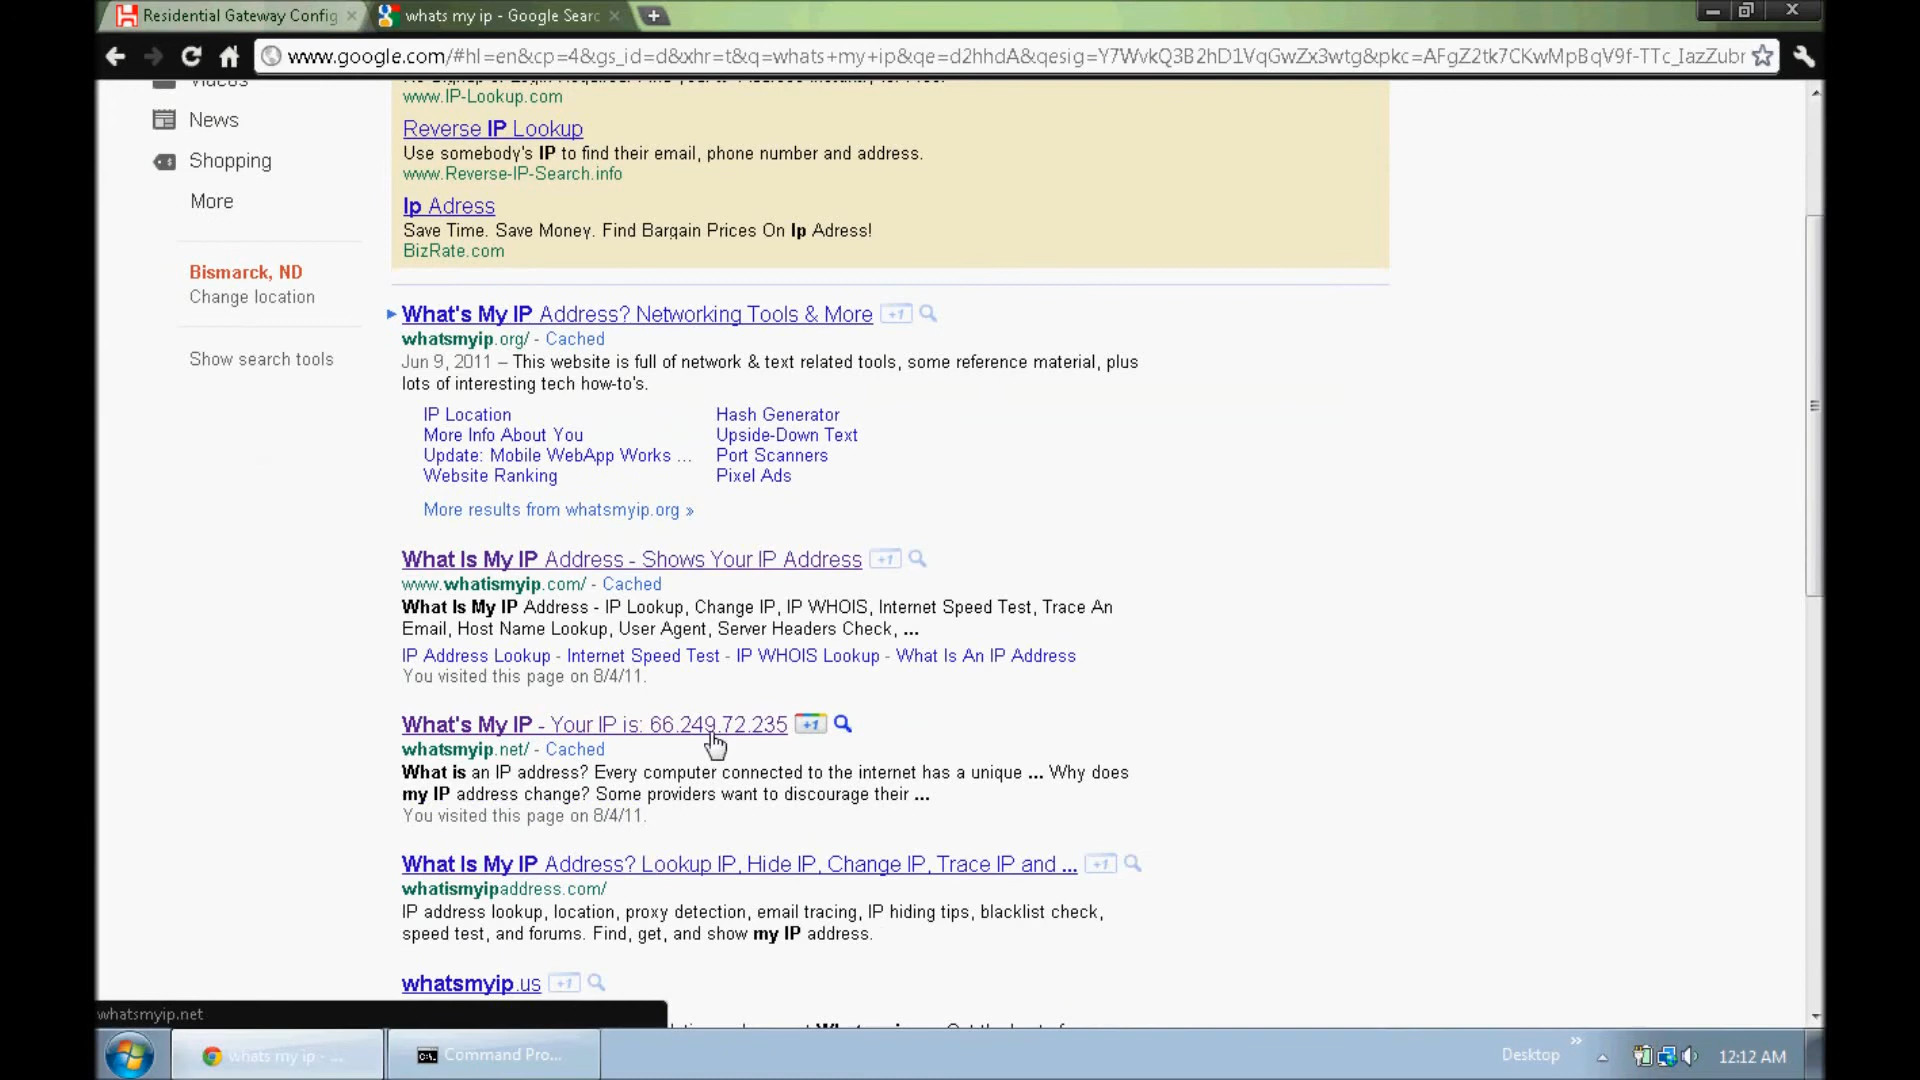 Residential Gateway Config
whats my ip - Google Searc
www.google.com/#hl=en&cp=4&gs_id=d&xhr=t&q=whats+my+ip&qe=d2hhdA&qesig=Y7WvkQ3B2hD1VqGwZx3wtg&pkc=AFgZ2tk7CKwMpBqV9f-TTc_IazZubr
Videos
News
Shopping
More
Bismarck, ND
Change location
Show search tools
www.IP-Lookup.com
Reverse IP Lookup
Use somebody's IP to find their email, phone number and address.
www.Reverse-IP-Search.info
Ip Adress
Save Time. Save Money. Find Bargain Prices On Ip Adress!
BizRate.com
What's My IP Address? Networking Tools & More +1
whatsmyip.org/ - Cached
Jun 9, 2011 – This website is full of network & text related tools, some reference material, plus
lots of interesting tech how-to's.
IP Location Hash Generator
More Info About You Upside-Down Text
Update: Mobile WebApp Works ... Port Scanners
Website Ranking Pixel Ads
More results from whatsmyip.org »
What Is My IP Address - Shows Your IP Address +1
www.whatismyip.com/ - Cached
What Is My IP Address - IP Lookup, Change IP, IP WHOIS, Internet Speed Test, Trace An
Email, Host Name Lookup, User Agent, Server Headers Check, ...
IP Address Lookup - Internet Speed Test - IP WHOIS Lookup - What Is An IP Address
You visited this page on 8/4/11.
What's My IP - Your IP is: 66.249.72.235 +1
whatsmyip.net/ - Cached
What is an IP address? Every computer connected to the internet has a unique ... Why does
my IP address change? Some providers want to discourage their ...
You visited this page on 8/4/11.
What Is My IP Address? Lookup IP, Hide IP, Change IP, Trace IP and ... +1
whatismyipaddress.com/
IP address lookup, location, proxy detection, email tracing, IP hiding tips, blacklist check,
speed test, and forums. Find, get, and show my IP address.
whatsmyip.us +1
whatsmyip.net
whats my ip - ...
Command Pro...
Desktop
12:12 AM